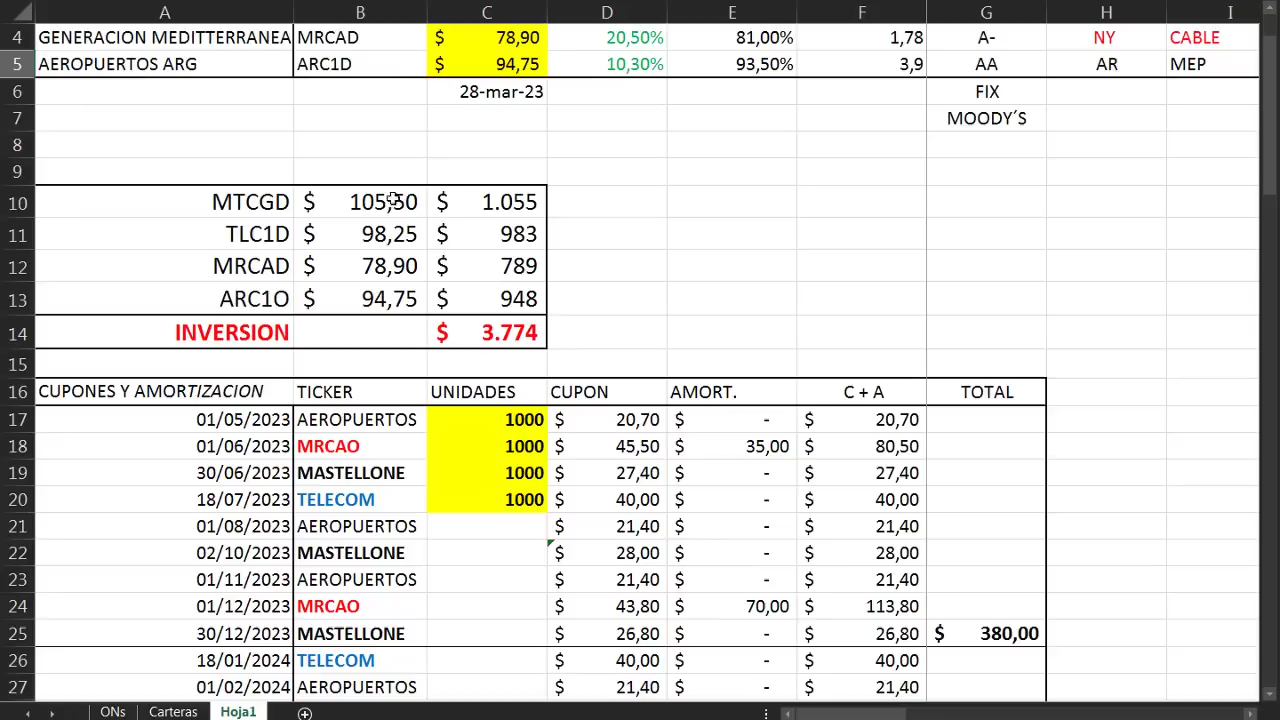 A B C D E F G H I
4 GENERACION MEDITTERRANEA MRCAD $ 78,90 20,50% 81,00% 1,78 A- NY CABLE
5 AEROPUERTOS ARG ARC1D $ 94,75 10,30% 93,50% 3,9 AA AR MEP
6 28-mar-23 FIX
7 MOODY´S
8
9
10 MTCGD $ 105,50 $ 1.055
11 TLC1D $ 98,25 $ 983
12 MRCAD $ 78,90 $ 789
13 ARC1O $ 94,75 $ 948
14 INVERSION $ 3.774
15
16 CUPONES Y AMORTIZACION TICKER UNIDADES CUPON AMORT. C + A TOTAL
17 01/05/2023 AEROPUERTOS 1000 $ 20,70 $ - $ 20,70
18 01/06/2023 MRCAO 1000 $ 45,50 $ 35,00 $ 80,50
19 30/06/2023 MASTELLONE 1000 $ 27,40 $ - $ 27,40
20 18/07/2023 TELECOM 1000 $ 40,00 $ - $ 40,00
21 01/08/2023 AEROPUERTOS $ 21,40 $ - $ 21,40
22 02/10/2023 MASTELLONE $ 28,00 $ - $ 28,00
23 01/11/2023 AEROPUERTOS $ 21,40 $ - $ 21,40
24 01/12/2023 MRCAO $ 43,80 $ 70,00 $ 113,80
25 30/12/2023 MASTELLONE $ 26,80 $ - $ 26,80 $ 380,00
26 18/01/2024 TELECOM $ 40,00 $ - $ 40,00
27 01/02/2024 AEROPUERTOS $ 21,40 $ - $ 21,40
ONs Carteras Hoja1